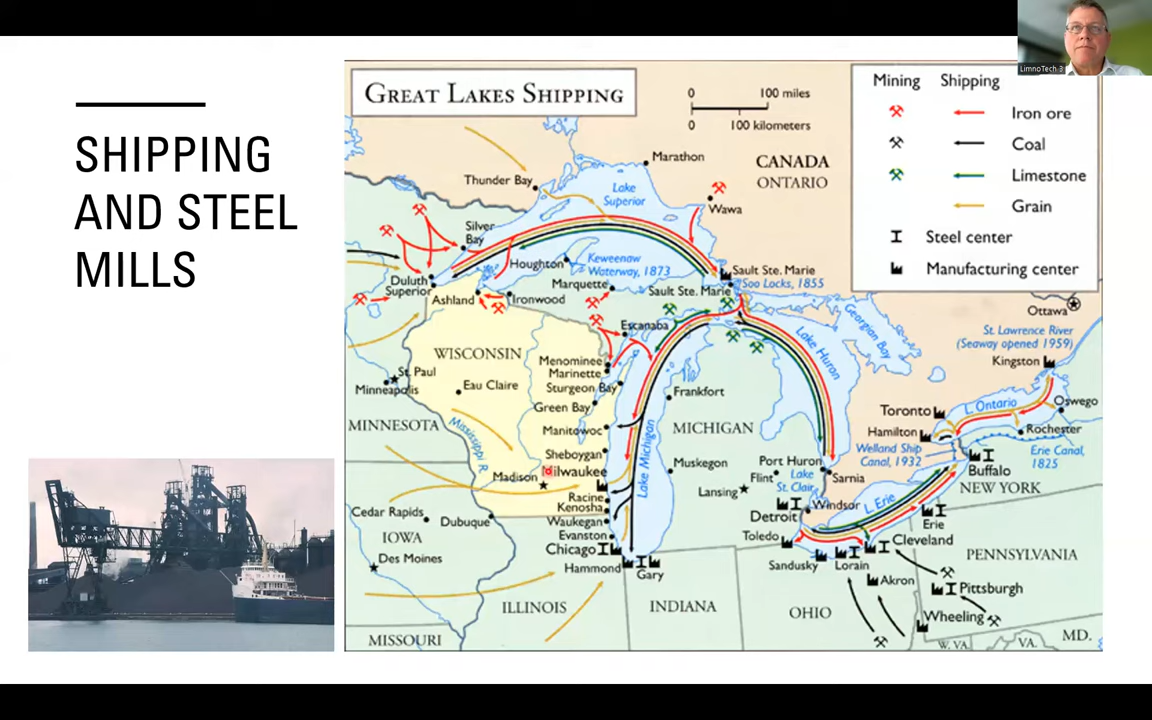 SHIPPING
AND STEEL
MILLS
GREAT LAKES SHIPPING
0 100 miles
0 100 kilometers
LimnoTech 3
Mining Shipping
Iron ore
Coal
Limestone
Grain
Steel center
Manufacturing center
CANADA
ONTARIO
Marathon
Thunder Bay
Lake
Superior
Wawa
Silver
Bay
Houghton
Keweenaw
Waterway, 1873
Sault Ste. Marie
Soo Locks, 1855
Duluth
Superior
Ashland
Ironwood
Marquette
Sault Ste. Marie
Escanaba
Georgian Bay
Lake Huron
Ottawa
St. Lawrence River
(Seaway opened 1959)
Kingston
WISCONSIN
St. Paul
Minneapolis
Eau Claire
Menominee
Marinette
Sturgeon Bay
Green Bay
Frankfort
Toronto
L. Ontario
Oswego
MINNESOTA
Mississippi R.
Manitowoc
MICHIGAN
Hamilton
Rochester
Welland Ship
Canal, 1932
Erie Canal,
1825
Sheboygan
Lake Michigan
Milwaukee
Madison
Muskegon
Port Huron
Flint
Lake
St. Clair
Sarnia
Buffalo
NEW YORK
Lansing
Racine
Kenosha
Waukegan
Evanston
Chicago
Hammond
Gary
Cedar Rapids
Dubuque
IOWA
Des Moines
Windsor
Detroit
L. Erie
Erie
Toledo
Cleveland
Sandusky
Lorain
Akron
PENNSYLVANIA
Pittsburgh
Wheeling
ILLINOIS
INDIANA
OHIO
MISSOURI
W. VA.
VA.
MD.